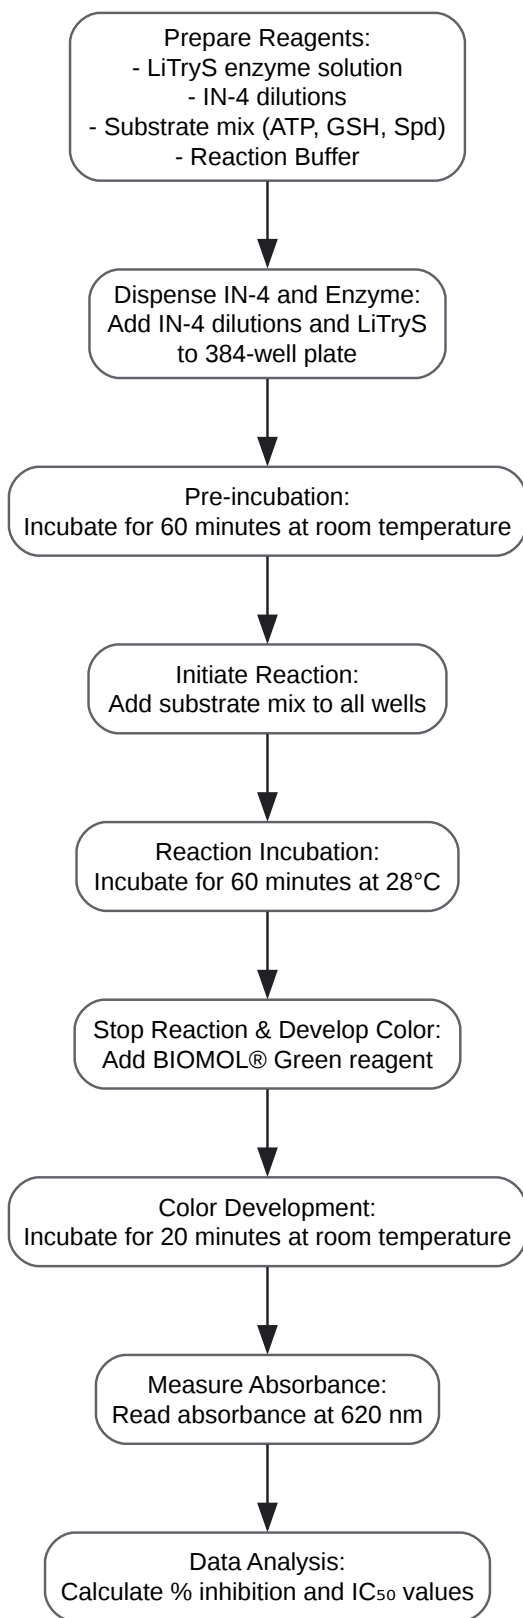 Prepare Reagents:
- LiTryS enzyme solution
- IN-4 dilutions
- Substrate mix (ATP, GSH, Spd)
- Reaction Buffer
Dispense IN-4 and Enzyme:
Add IN-4 dilutions and LiTryS
to 384-well plate
Pre-incubation:
Incubate for 60 minutes at room temperature
Initiate Reaction:
Add substrate mix to all wells
Reaction Incubation:
Incubate for 60 minutes at 28°C
Stop Reaction & Develop Color:
Add BIOMOL® Green reagent
Color Development:
Incubate for 20 minutes at room temperature
Measure Absorbance:
Read absorbance at 620 nm
Data Analysis:
Calculate % inhibition and IC₅₀ values